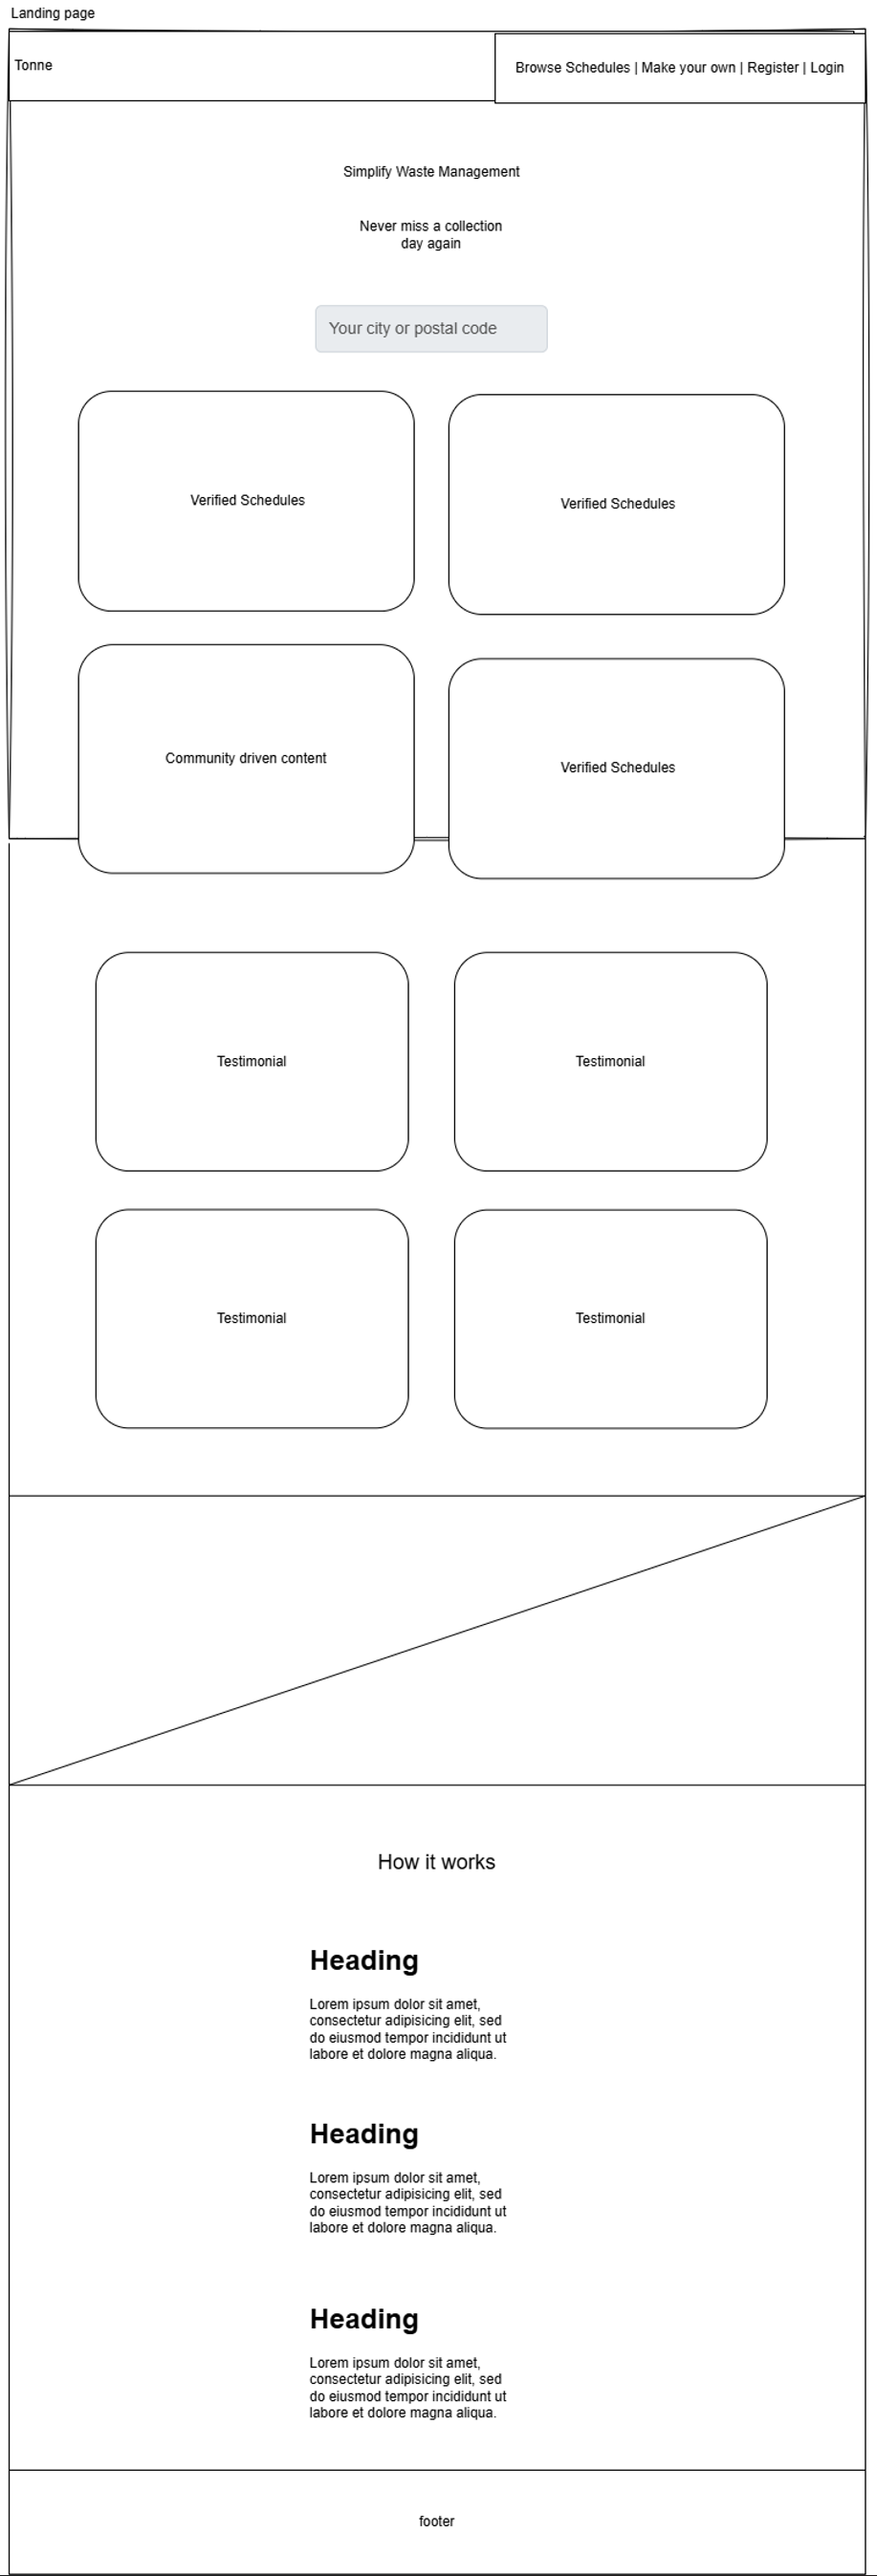 Landing page
Tonne
Browse Schedules | Make your own | Register | Login
Simplify Waste Management
Never miss a collection
day again
Your city or postal code
Verified Schedules
Verified Schedules
Community driven content
Verified Schedules
Testimonial
Testimonial
Testimonial
Testimonial
How it works
Heading
Lorem ipsum dolor sit amet,
consectetur adipisicing elit, sed
do eiusmod tempor incididunt ut
labore et dolore magna aliqua.
Heading
Lorem ipsum dolor sit amet,
consectetur adipisicing elit, sed
do eiusmod tempor incididunt ut
labore et dolore magna aliqua.
Heading
Lorem ipsum dolor sit amet,
consectetur adipisicing elit, sed
do eiusmod tempor incididunt ut
labore et dolore magna aliqua.
footer